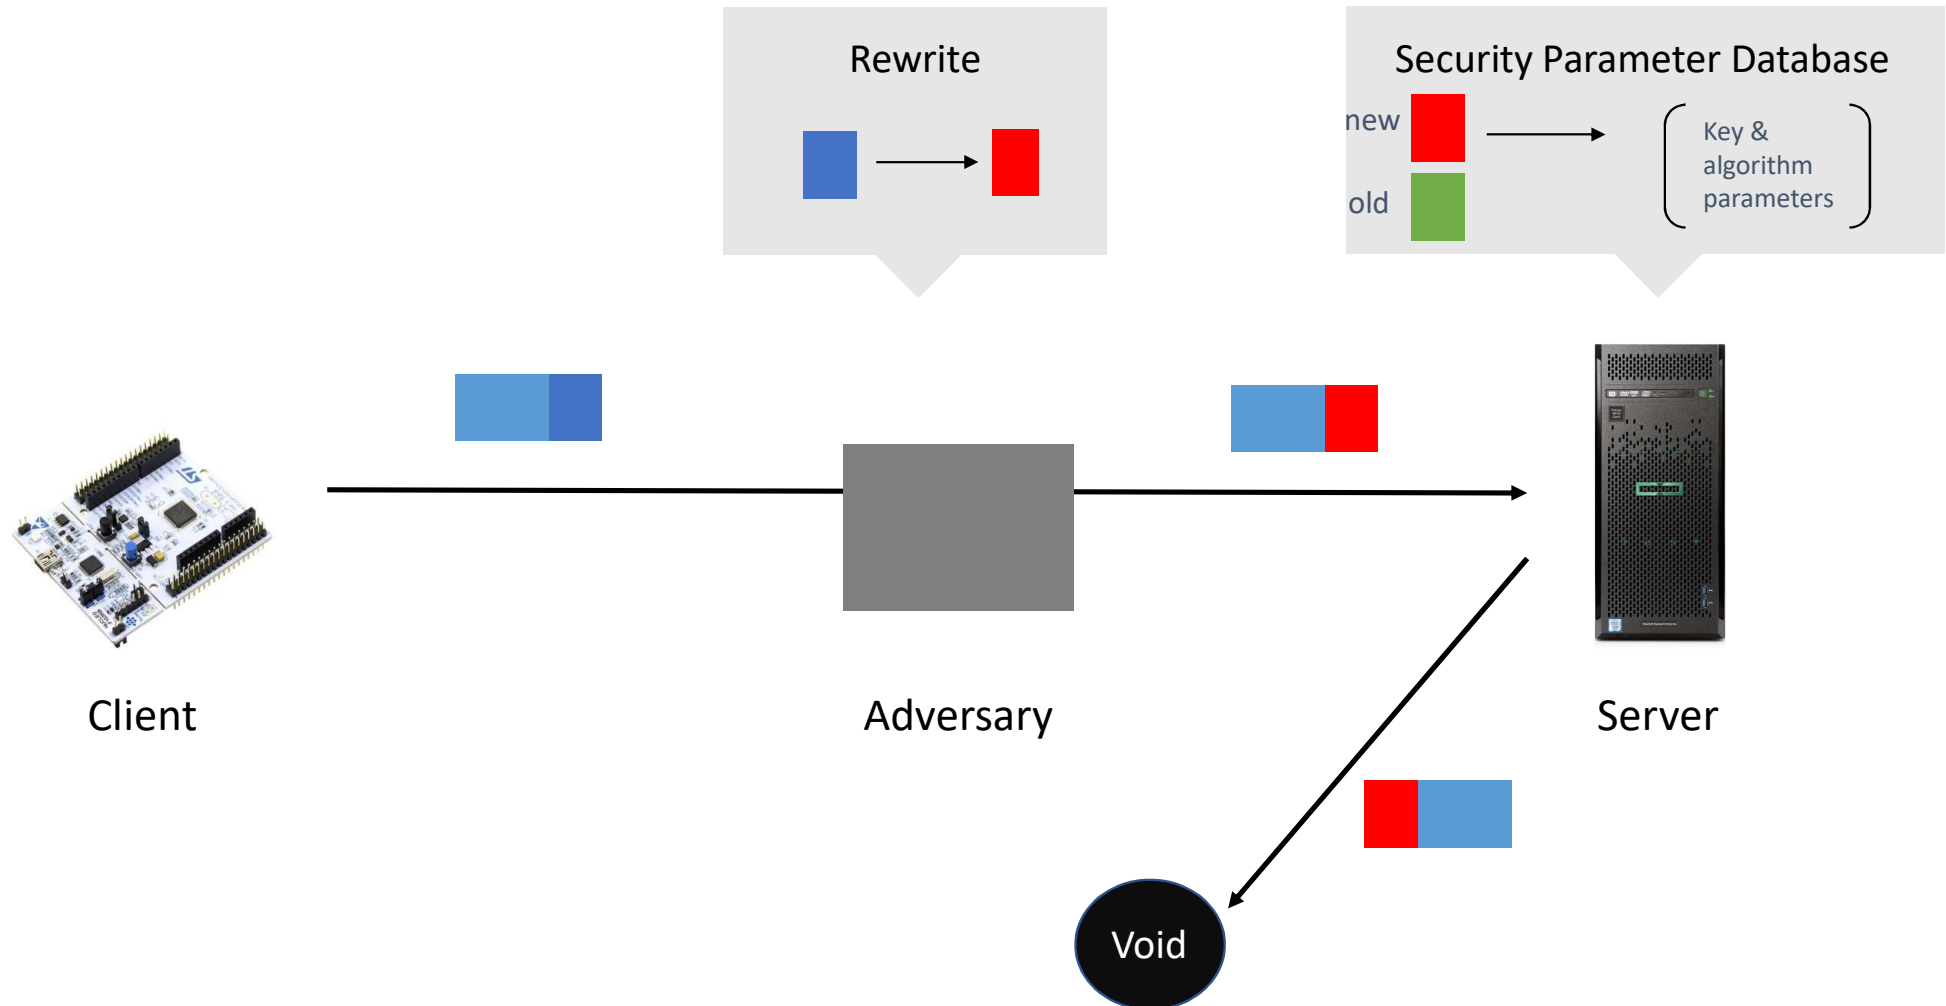 Rewrite
Security Parameter Database
new
old
Key &
algorithm
parameters
Client
Adversary
Server
Void